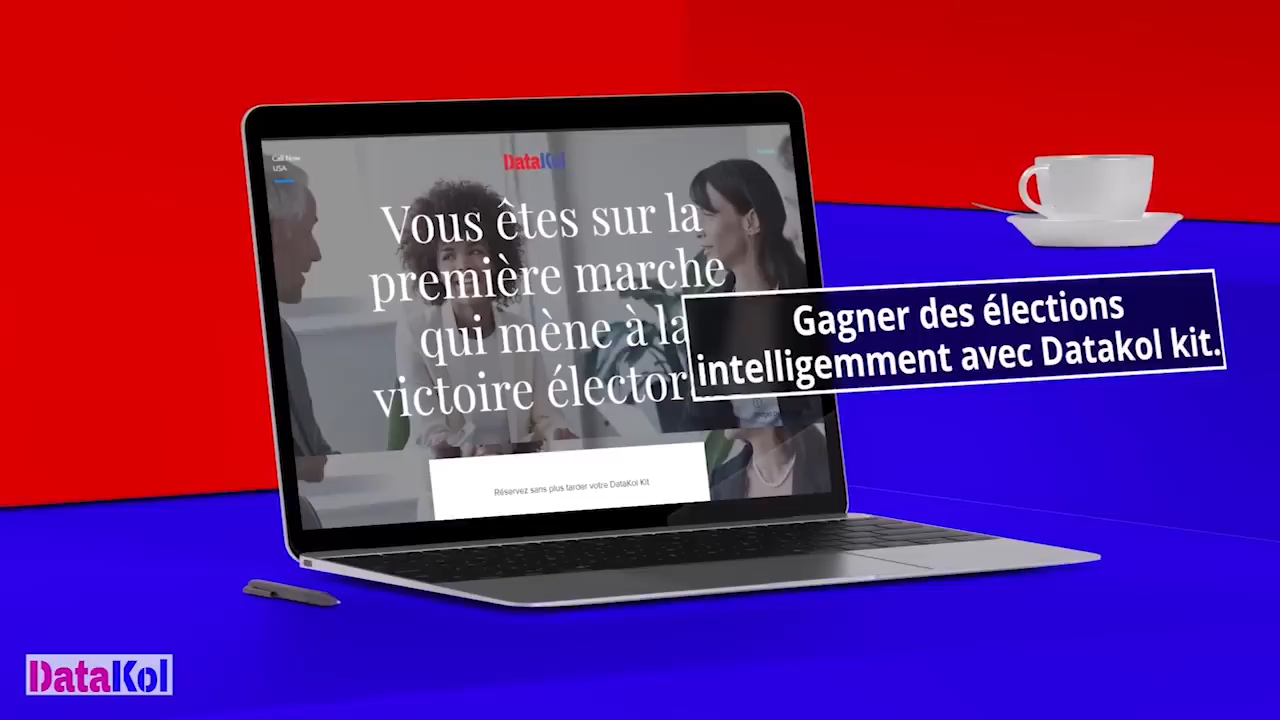 Call Now
USA
DataKol
Vous êtes sur la
première marche
qui mène à la
victoire élector
Gagner des élections
intelligemment avec Datakol kit.
Réservez sans plus tarder votre DataKol Kit
DataKol